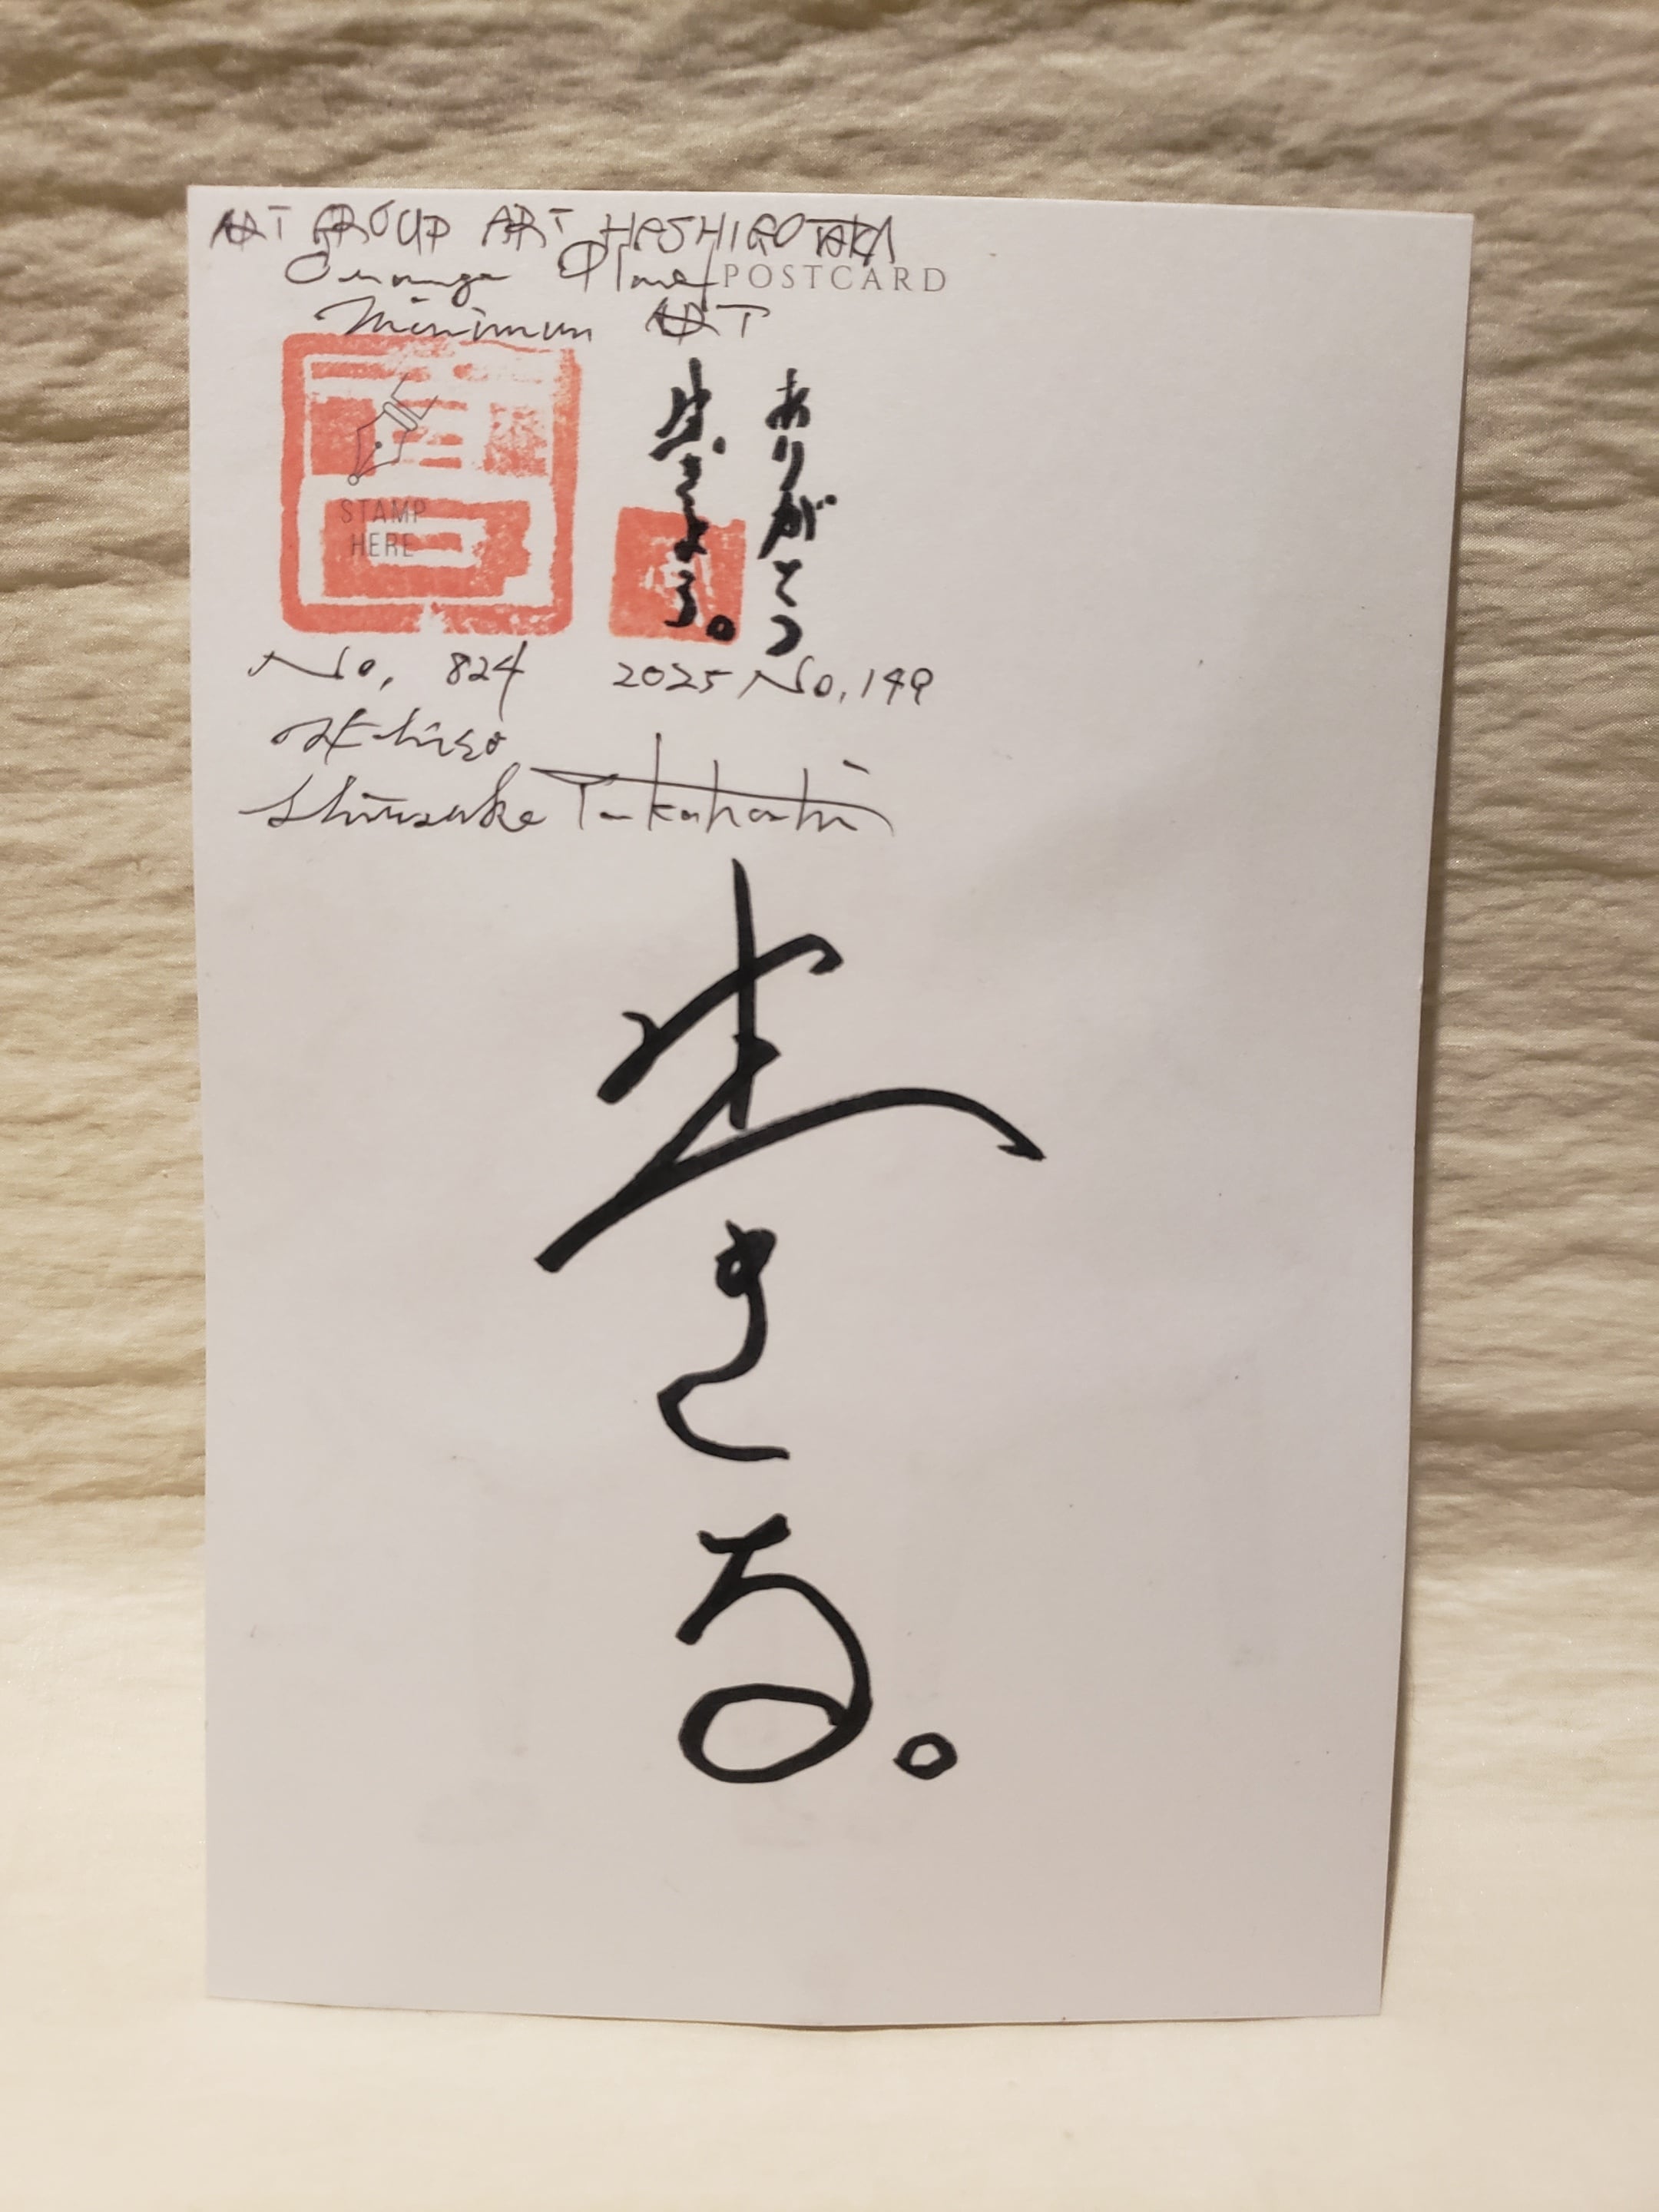 ART GROUP ART HASHIGOTAKA
Orange Planet
POSTCARD
Minimum ART
ありがとう
生きよう。
STAMP
HERE
No. 824
2025 No. 149
Shinsuke Takahashi
生きる。